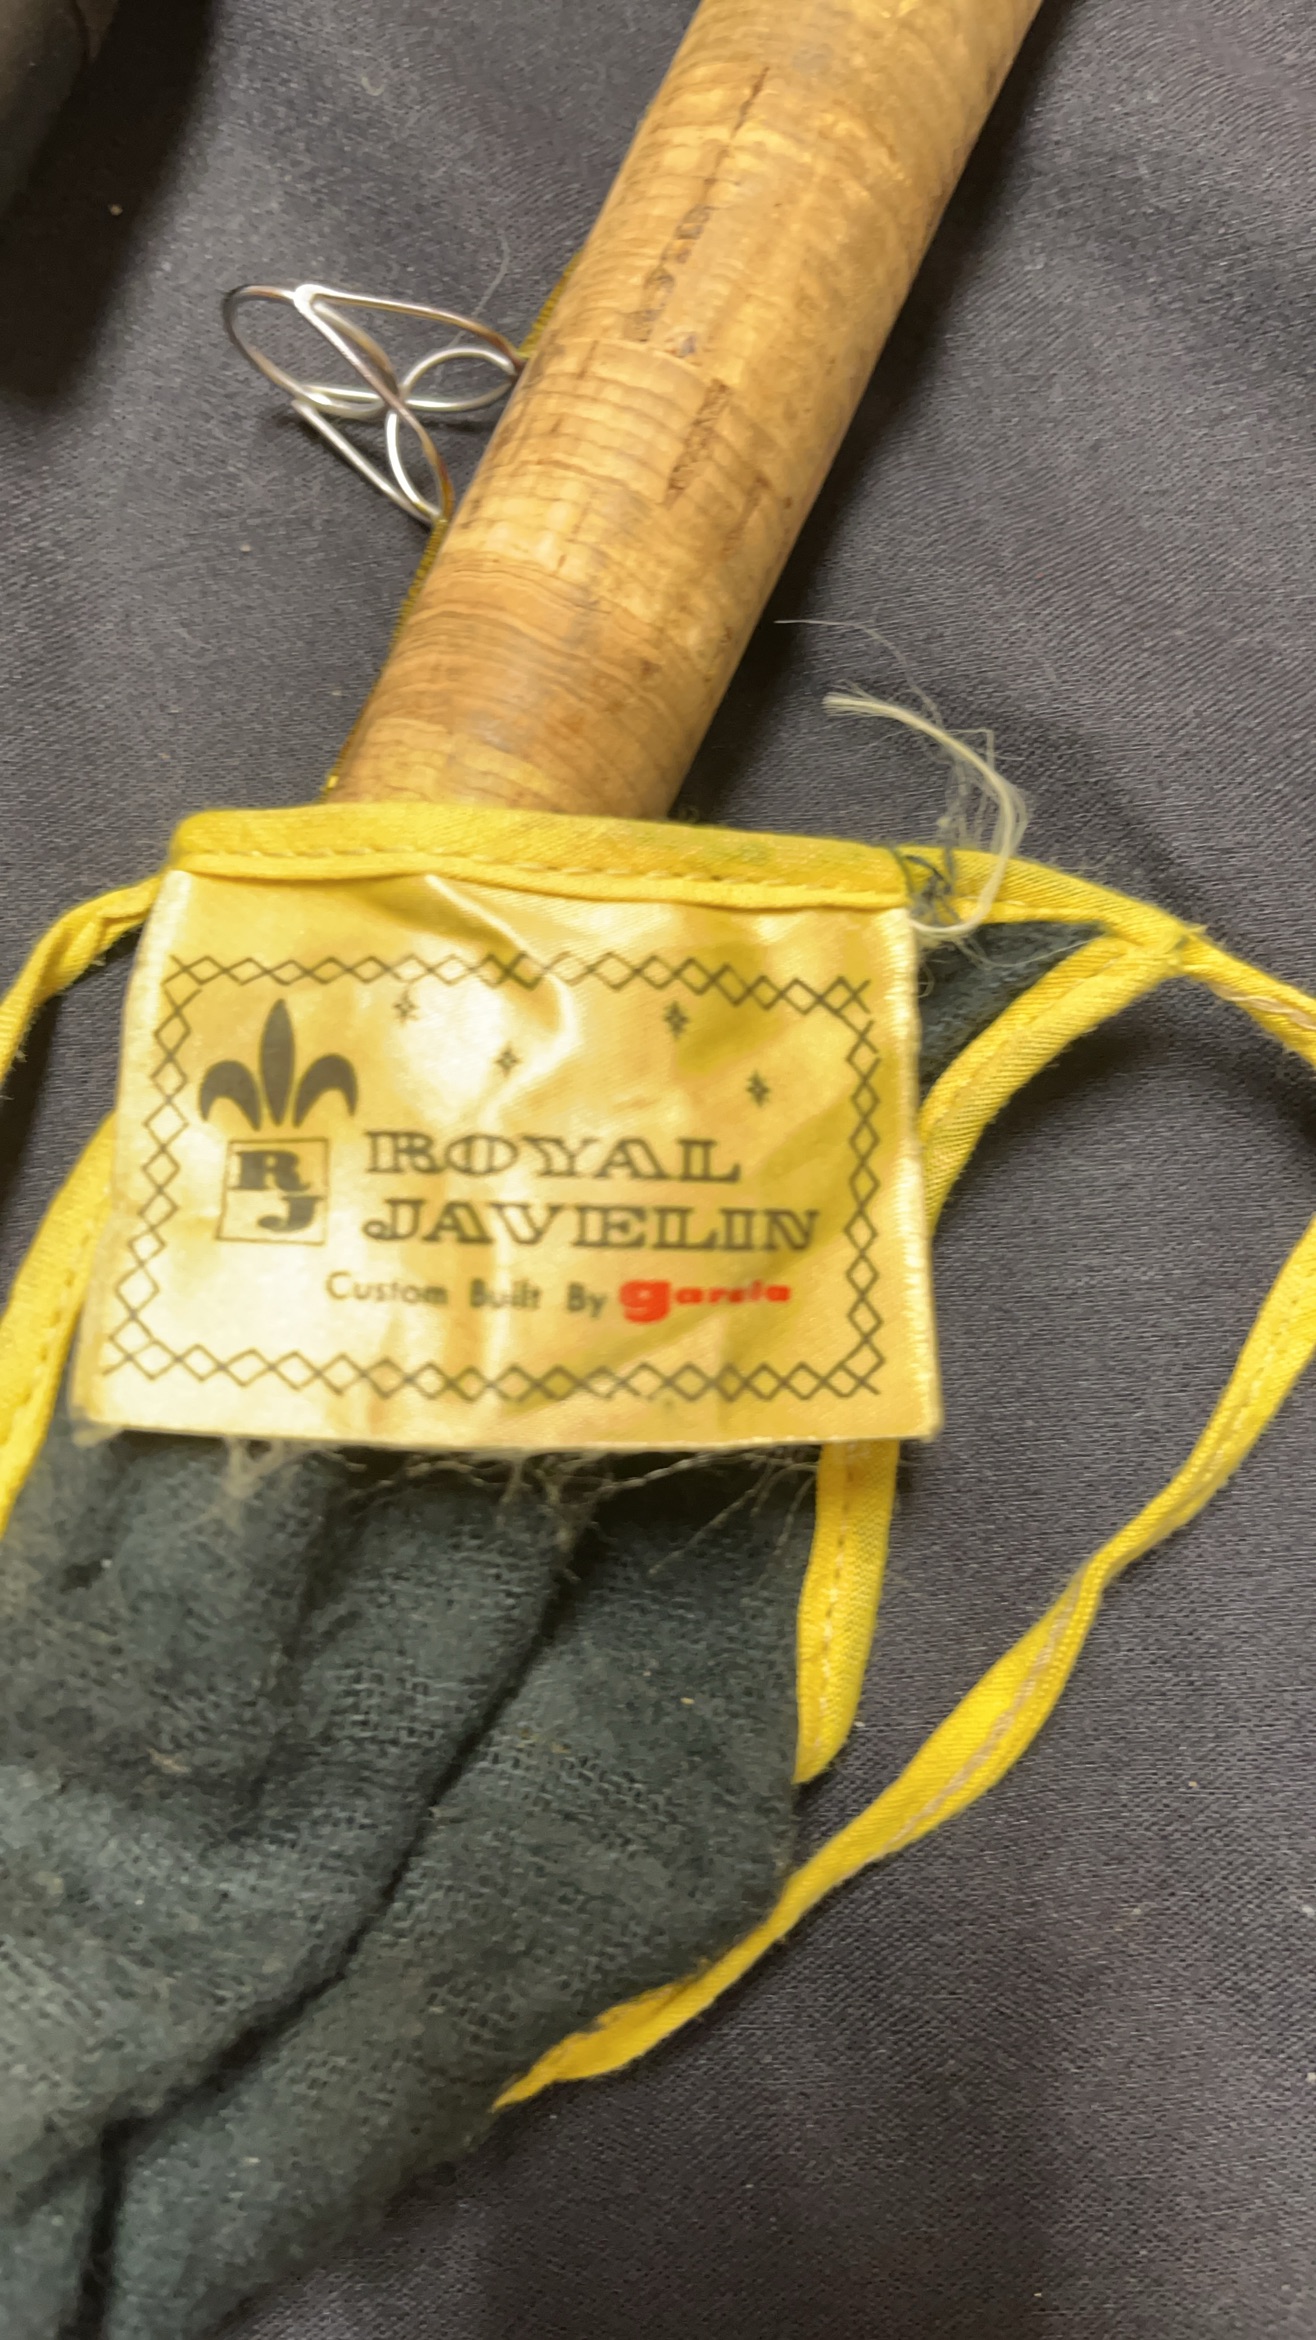 R
J
ROYAL
JAVELIN
Custom Built By garcia